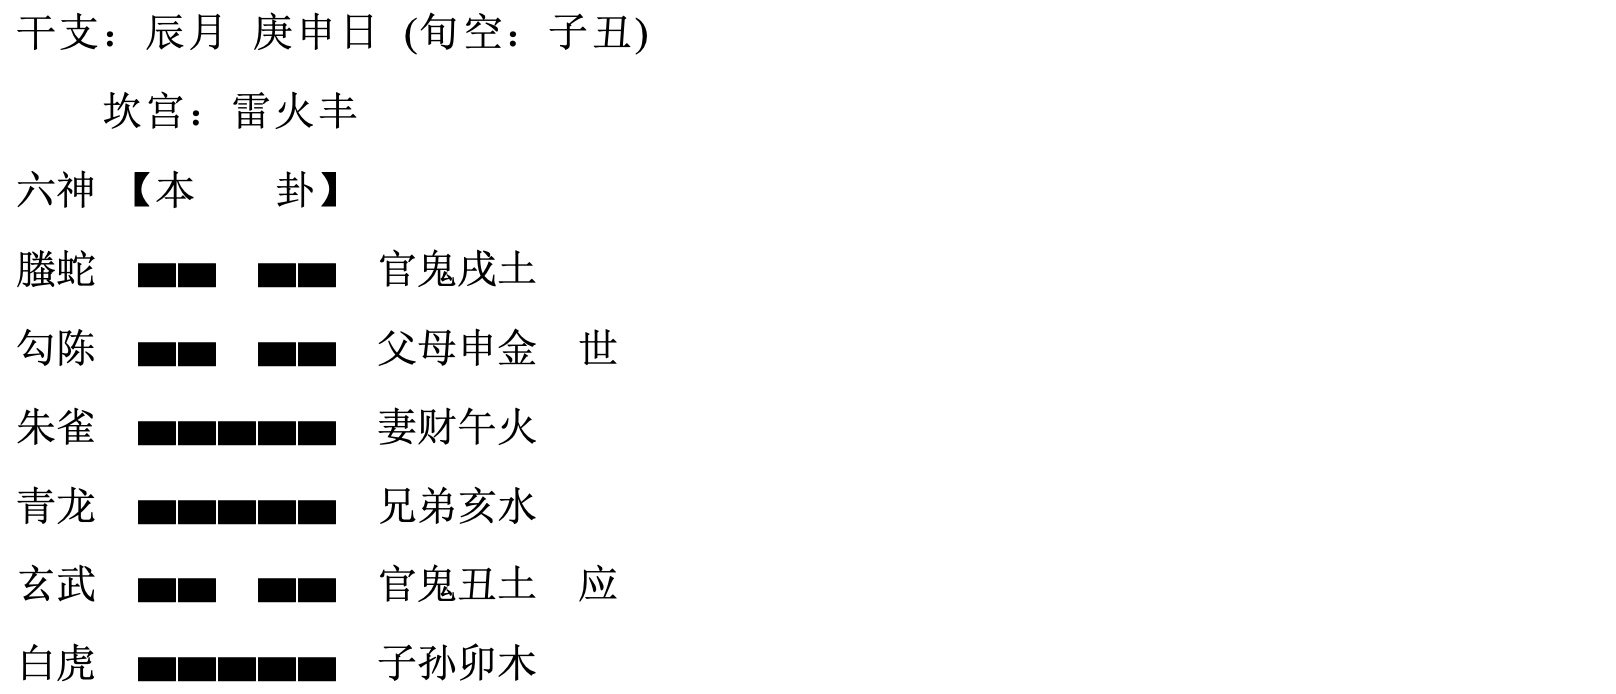 干支：辰月 庚申日 (旬空：子丑)
坎宫：雷火丰
六神 【本 卦】
螣蛇 官鬼戌土
勾陈 父母申金 世
朱雀 妻财午火
青龙 兄弟亥水
玄武 官鬼丑土 应
白虎 子孙卯木